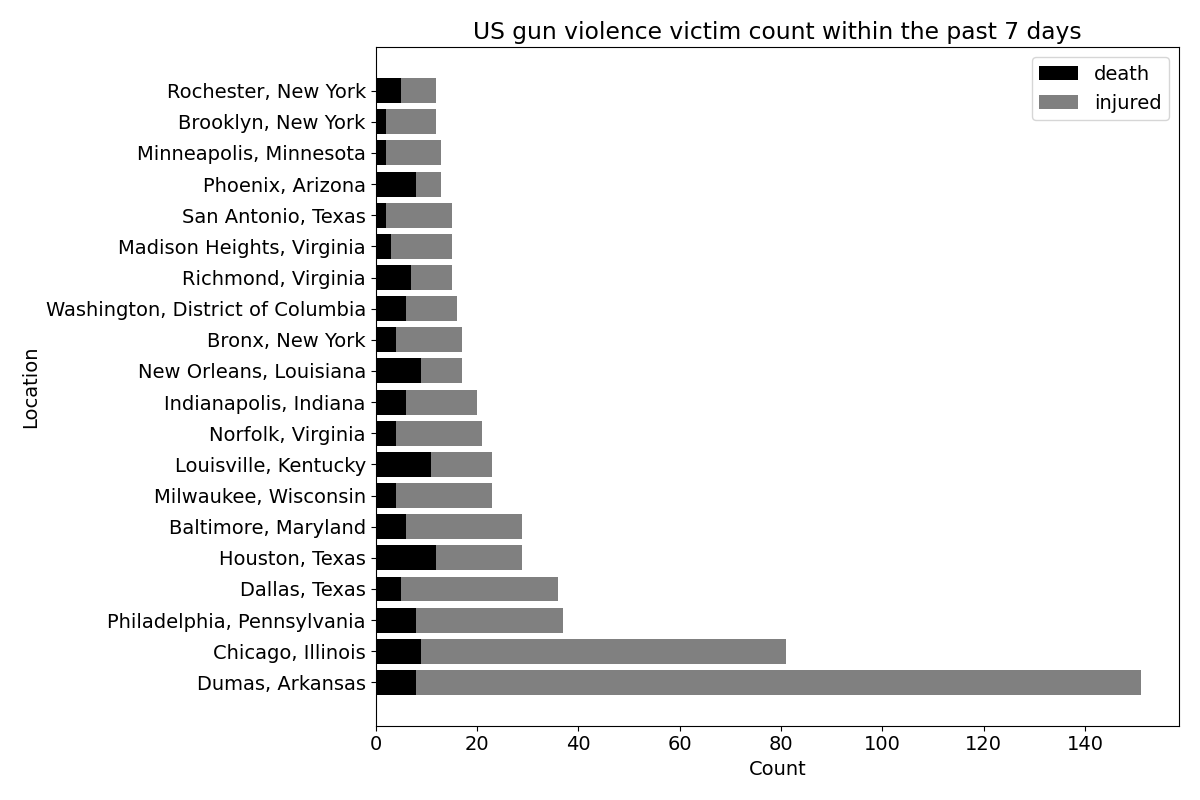 US gun violence victim count within the past 7 days
death
injured
Rochester, New York
Brooklyn, New York
Minneapolis, Minnesota
Phoenix, Arizona
San Antonio, Texas
Madison Heights, Virginia
Richmond, Virginia
Washington, District of Columbia
Bronx, New York
New Orleans, Louisiana
Indianapolis, Indiana
Norfolk, Virginia
Louisville, Kentucky
Milwaukee, Wisconsin
Baltimore, Maryland
Houston, Texas
Dallas, Texas
Philadelphia, Pennsylvania
Chicago, Illinois
Dumas, Arkansas
Location
0 20 40 60 80 100 120 140
Count